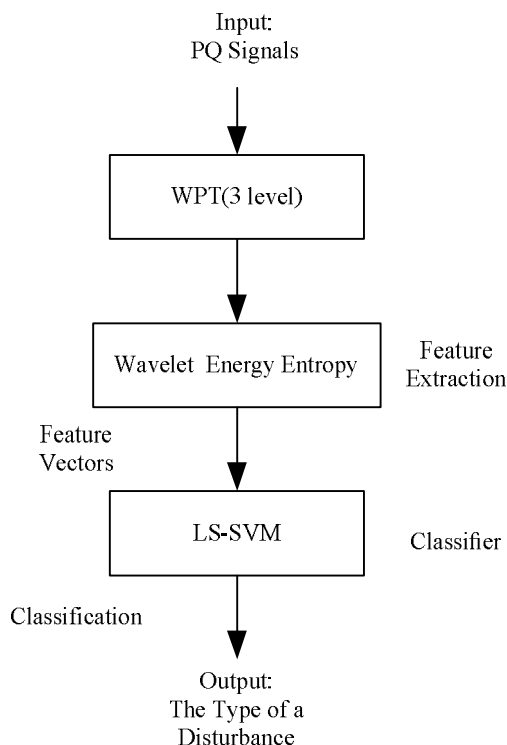 Input:
PQ Signals
WPT(3 level)
Wavelet Energy Entropy
Feature
Extraction
Feature
Vectors
LS-SVM
Classifier
Classification
Output:
The Type of a
Disturbance